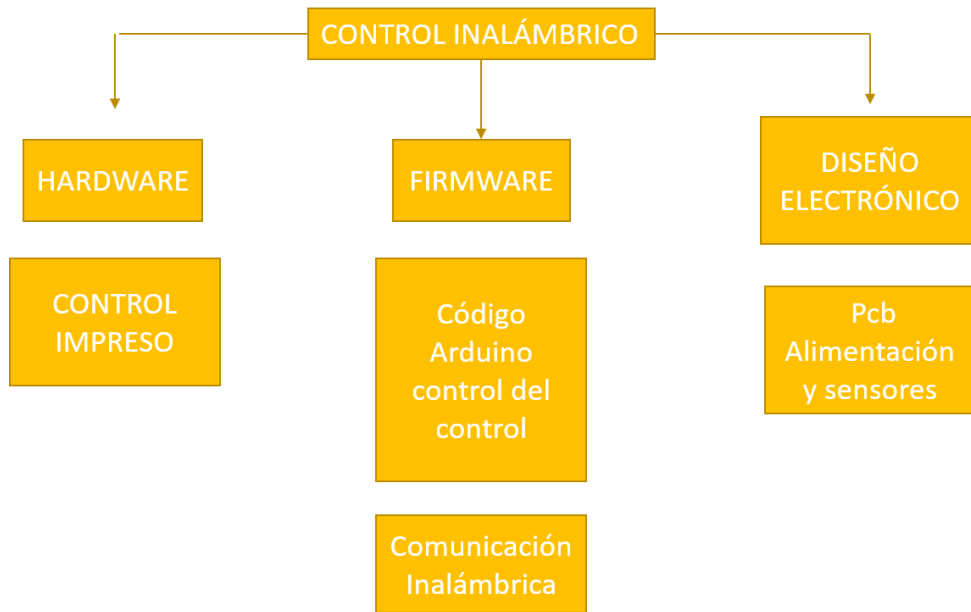 CONTROL INALÁMBRICO
HARDWARE
FIRMWARE
DISEÑO
ELECTRÓNICO
CONTROL
IMPRESO
Código
Arduino
control del
control
Pcb
Alimentación
y sensores
Comunicación
Inalámbrica